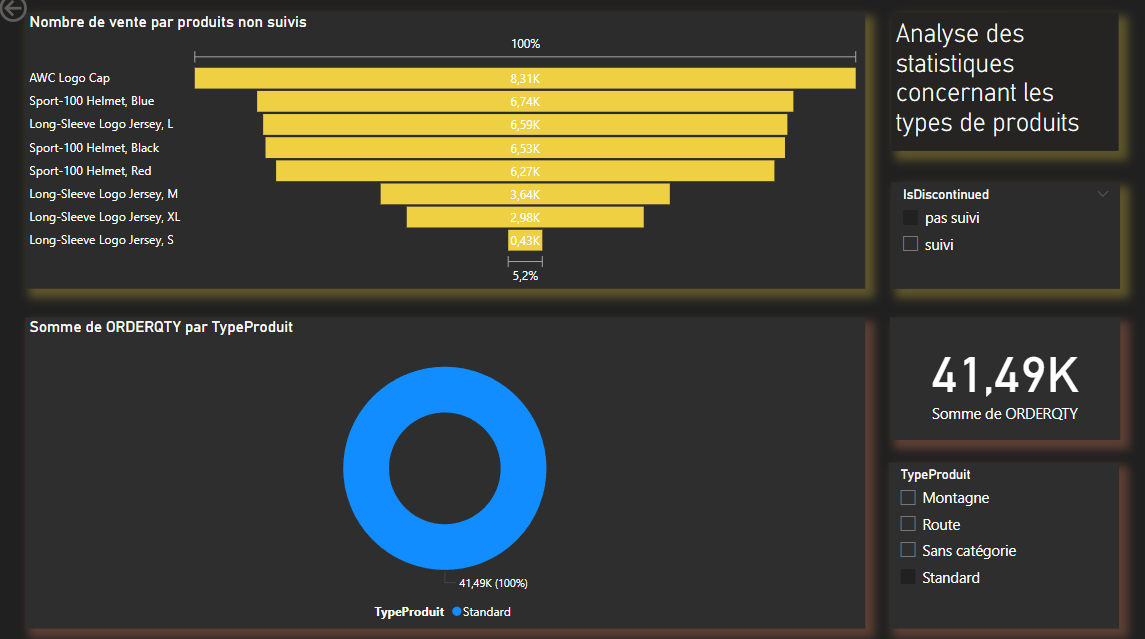 Nombre de vente par produits non suivis
100%
AWC Logo Cap
8,31K
Sport-100 Helmet, Blue
6,74K
Long-Sleeve Logo Jersey, L
6,59K
Sport-100 Helmet, Black
6,53K
Sport-100 Helmet, Red
6,27K
Long-Sleeve Logo Jersey, M
3,64K
Long-Sleeve Logo Jersey, XL
2,98K
Long-Sleeve Logo Jersey, S
0,43K
5,2%
Analyse des
statistiques
concernant les
types de produits
IsDiscontinued
pas suivi
suivi
Somme de ORDERQTY par TypeProduit
41,49K (100%)
TypeProduit Standard
41,49K
Somme de ORDERQTY
TypeProduit
Montagne
Route
Sans catégorie
Standard